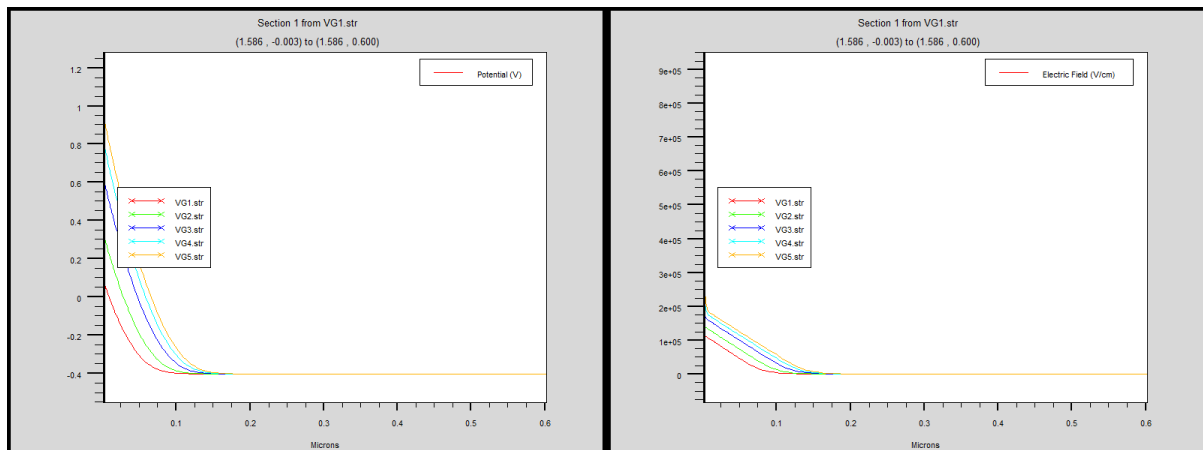 Section 1 from VG1.str
(1.586 , -0.003) to (1.586 , 0.600)
Potential (V)
1.2
1
0.8
0.6
0.4
0.2
0
-0.2
-0.4
VG1.str
VG2.str
VG3.str
VG4.str
VG5.str
0.1
0.2
0.3
0.4
0.5
0.6
Microns
Section 1 from VG1.str
(1.586 , -0.003) to (1.586 , 0.600)
Electric Field (V/cm)
9e+05
8e+05
7e+05
6e+05
5e+05
4e+05
3e+05
2e+05
1e+05
0
VG1.str
VG2.str
VG3.str
VG4.str
VG5.str
0.1
0.2
0.3
0.4
0.5
0.6
Microns